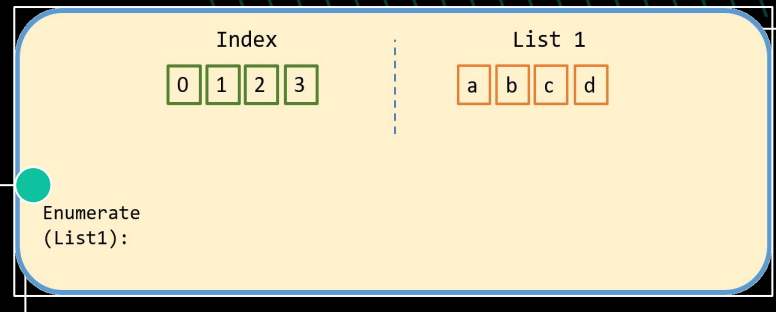 Index
List 1
0 1 2 3
a b c d
Enumerate
(List1):